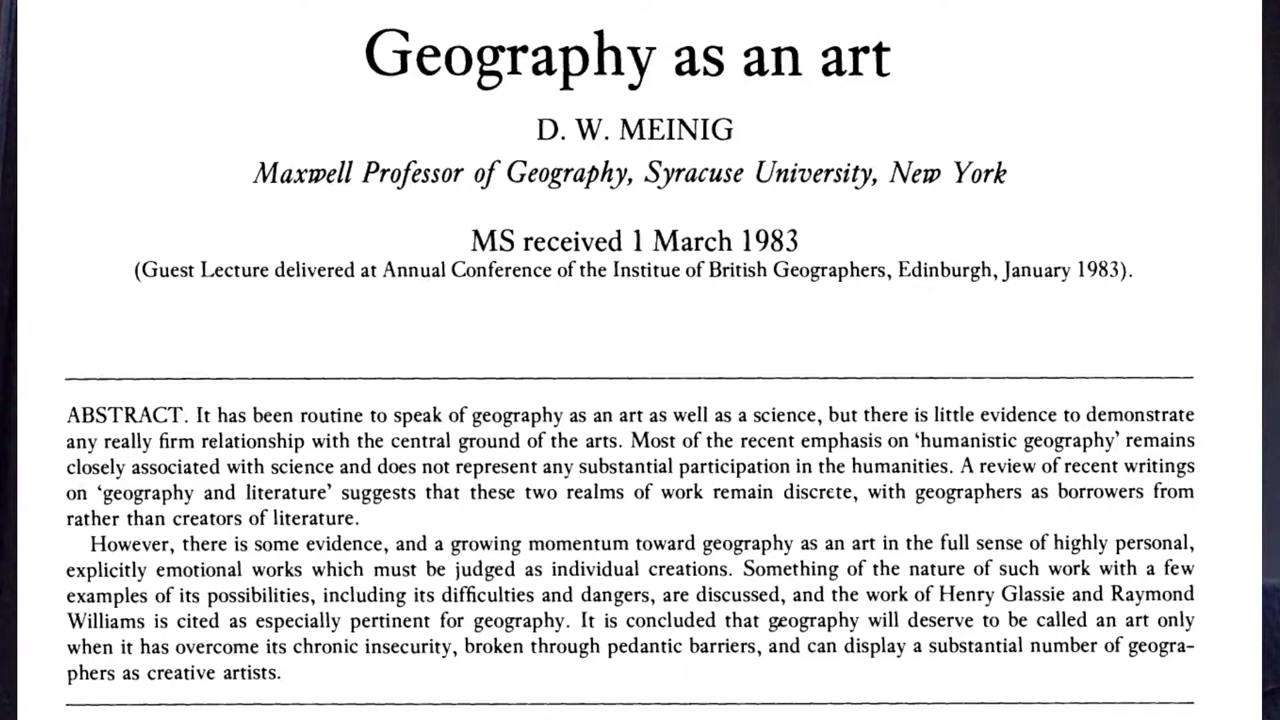 Geography as an art
D. W. MEINIG
Maxwell Professor of Geography, Syracuse University, New York
MS received 1 March 1983
(Guest Lecture delivered at Annual Conference of the Institue of British Geographers, Edinburgh, January 1983).
ABSTRACT. It has been routine to speak of geography as an art as well as a science, but there is little evidence to demonstrate
any really firm relationship with the central ground of the arts. Most of the recent emphasis on ‘humanistic geography’ remains
closely associated with science and does not represent any substantial participation in the humanities. A review of recent writings
on ‘geography and literature’ suggests that these two realms of work remain discrete, with geographers as borrowers from
rather than creators of literature.
However, there is some evidence, and a growing momentum toward geography as an art in the full sense of highly personal,
explicitly emotional works which must be judged as individual creations. Something of the nature of such work with a few
examples of its possibilities, including its difficulties and dangers, are discussed, and the work of Henry Glassie and Raymond
Williams is cited as especially pertinent for geography. It is concluded that geography will deserve to be called an art only
when it has overcome its chronic insecurity, broken through pedantic barriers, and can display a substantial number of geogra-
phers as creative artists.